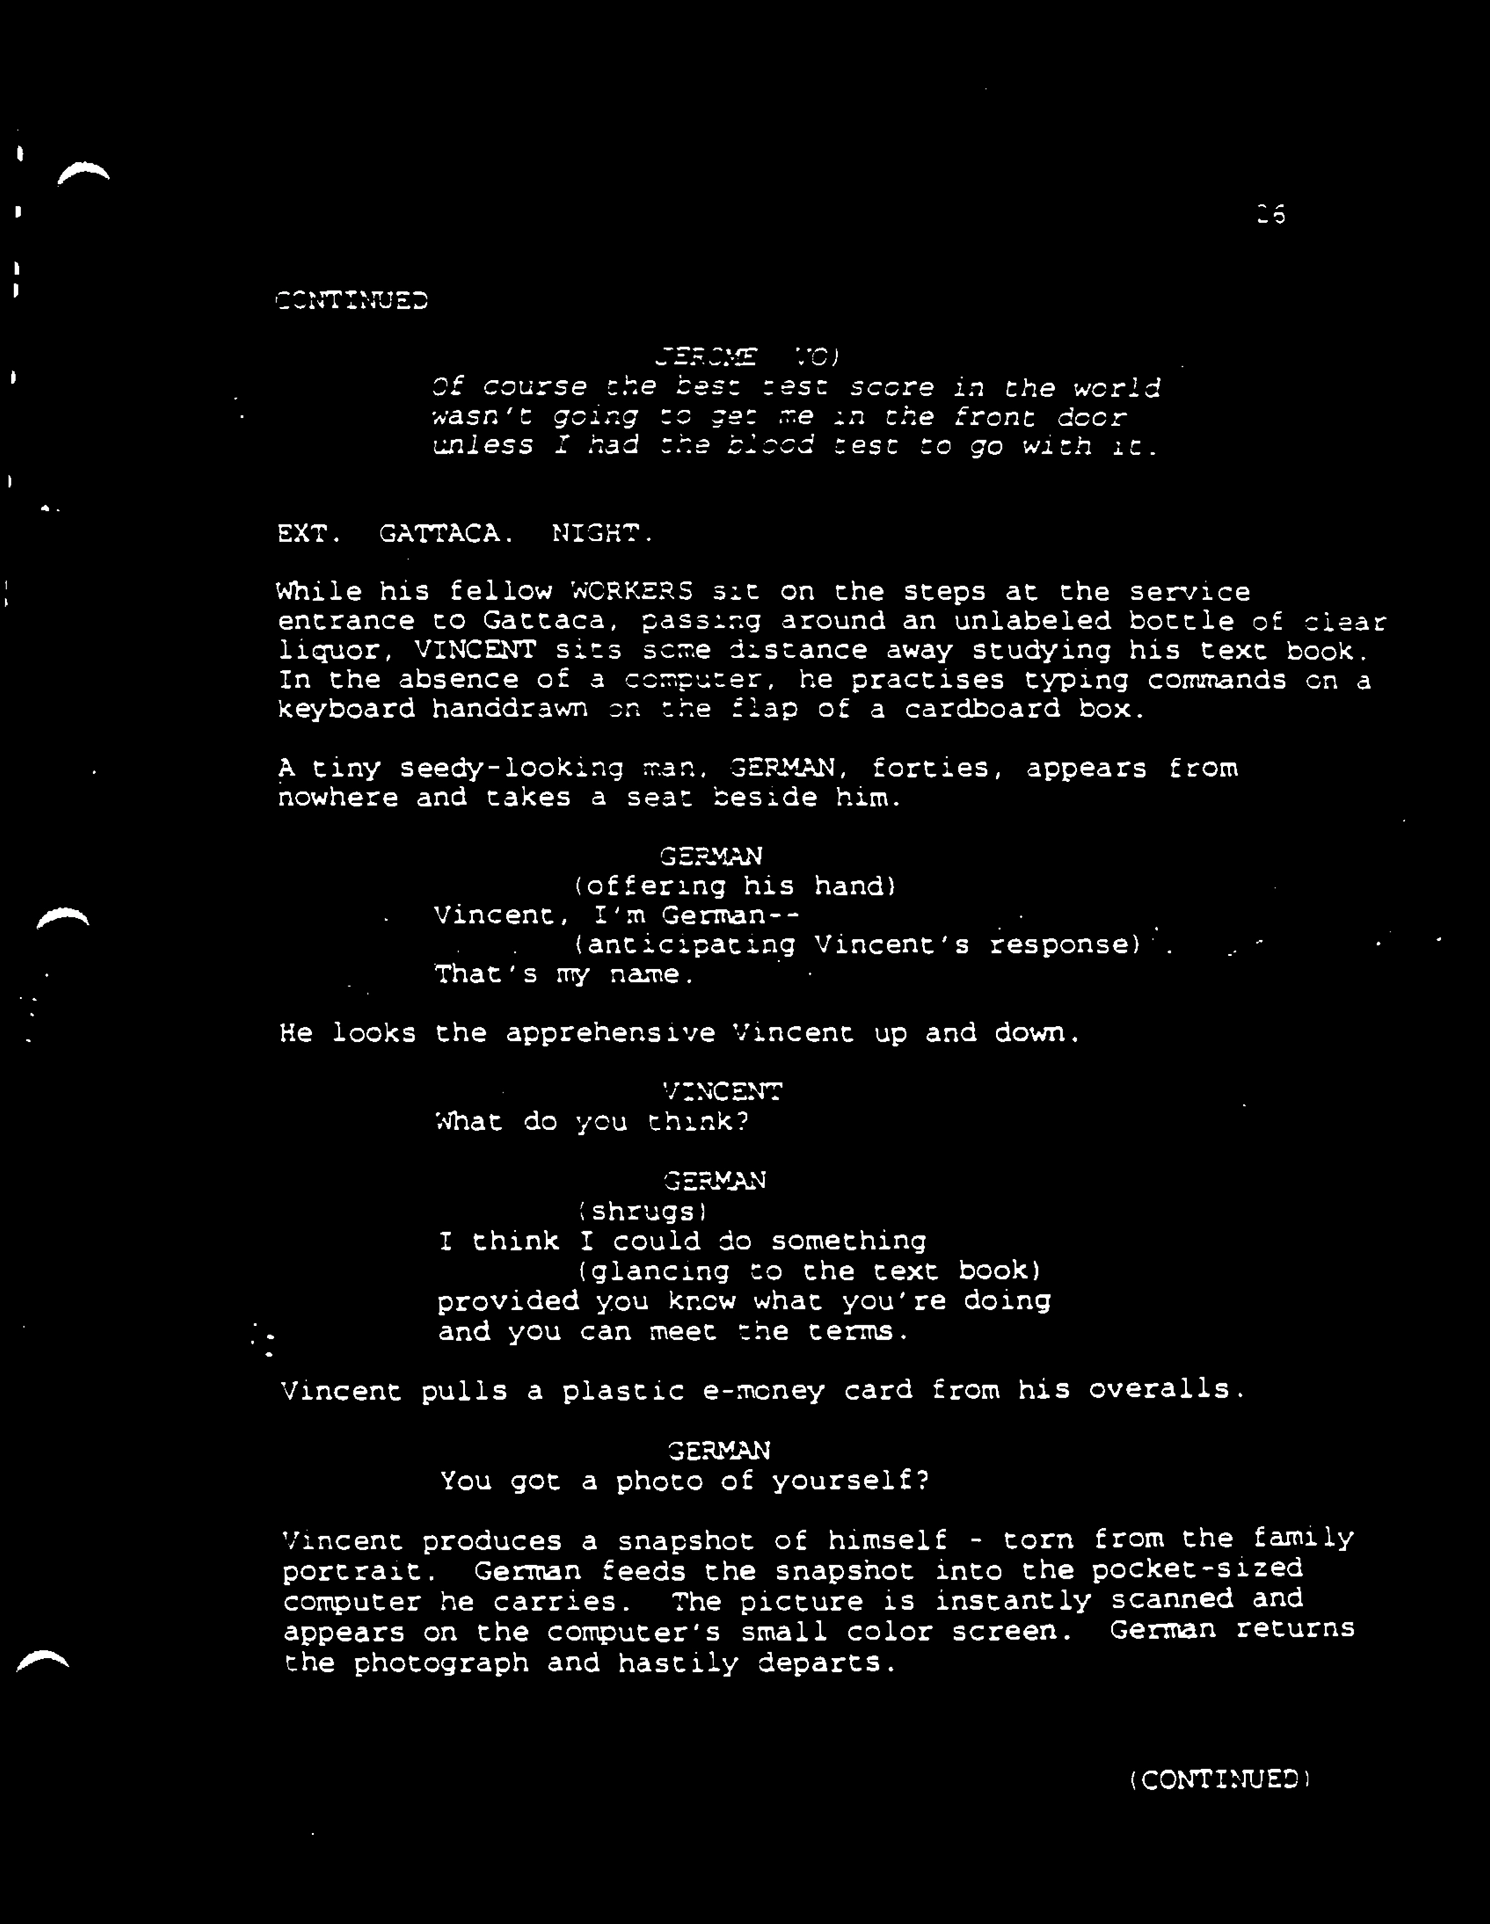 26
CONTINUED
JEROME VO)
Of course the best test score in the world
wasn't going to get me in the front door
unless I had the blood test to go with it.
EXT. GATTACA. NIGHT.
While his fellow WORKERS sit on the steps at the service
entrance to Gattaca, passing around an unlabeled bottle of clear
liquor, VINCENT sits some distance away studying his text book.
In the absence of a computer, he practises typing commands on a
keyboard handdrawn on the flap of a cardboard box.
A tiny seedy-looking man, GERMAN, forties, appears from
nowhere and takes a seat beside him.
GERMAN
(offering his hand)
Vincent, I'm German--
(anticipating Vincent's response)
That's my name.
He looks the apprehensive Vincent up and down.
VINCENT
What do you think?
GERMAN
(shrugs)
I think I could do something
(glancing to the text book)
provided you know what you're doing
and you can meet the terms.
Vincent pulls a plastic e-money card from his overalls.
GERMAN
You got a photo of yourself?
Vincent produces a snapshot of himself - torn from the family
portrait. German feeds the snapshot into the pocket-sized
computer he carries. The picture is instantly scanned and
appears on the computer's small color screen. German returns
the photograph and hastily departs.
(CONTINUED)